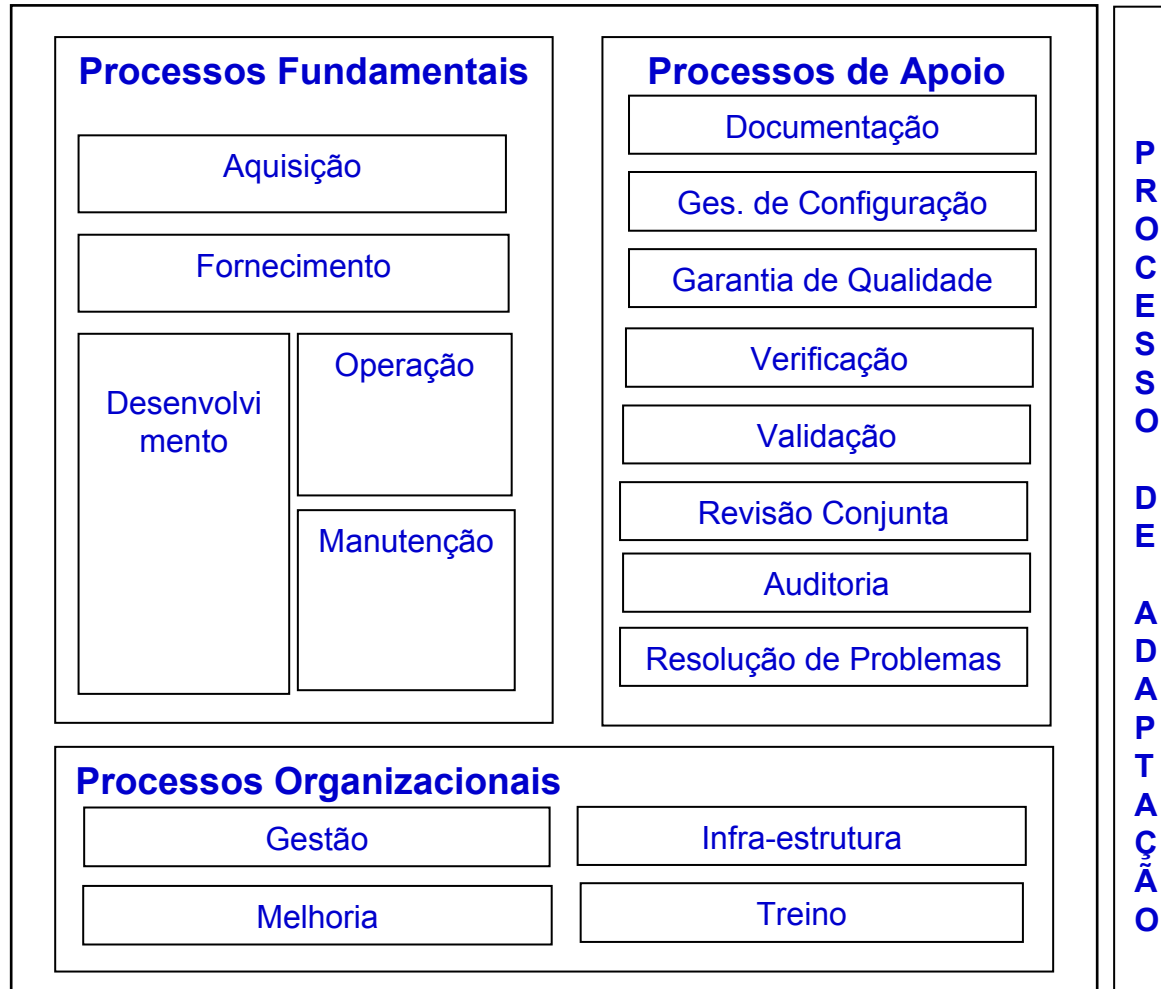 Processos Fundamentais
Aquisição
Fornecimento
Desenvolvi
mento
Operação
Manutenção
Processos de Apoio
Documentação
Ges. de Configuração
Garantia de Qualidade
Verificação
Validação
Revisão Conjunta
Auditoria
Resolução de Problemas
Processos Organizacionais
Gestão
Infra-estrutura
Melhoria
Treino
P
R
O
C
E
S
S
O
D
E
A
D
A
P
T
A
Ç
Ã
O